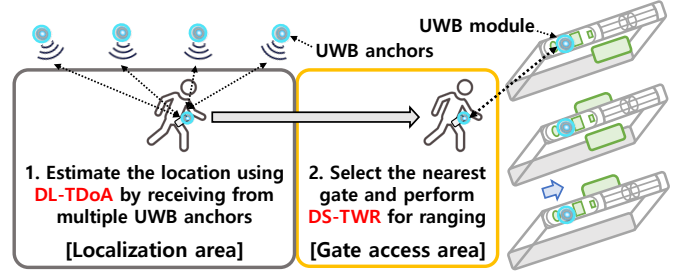 UWB module
UWB anchors
1. Estimate the location using
DL-TDoA by receiving from
multiple UWB anchors
[Localization area]
2. Select the nearest
gate and perform
DS-TWR for ranging
[Gate access area]